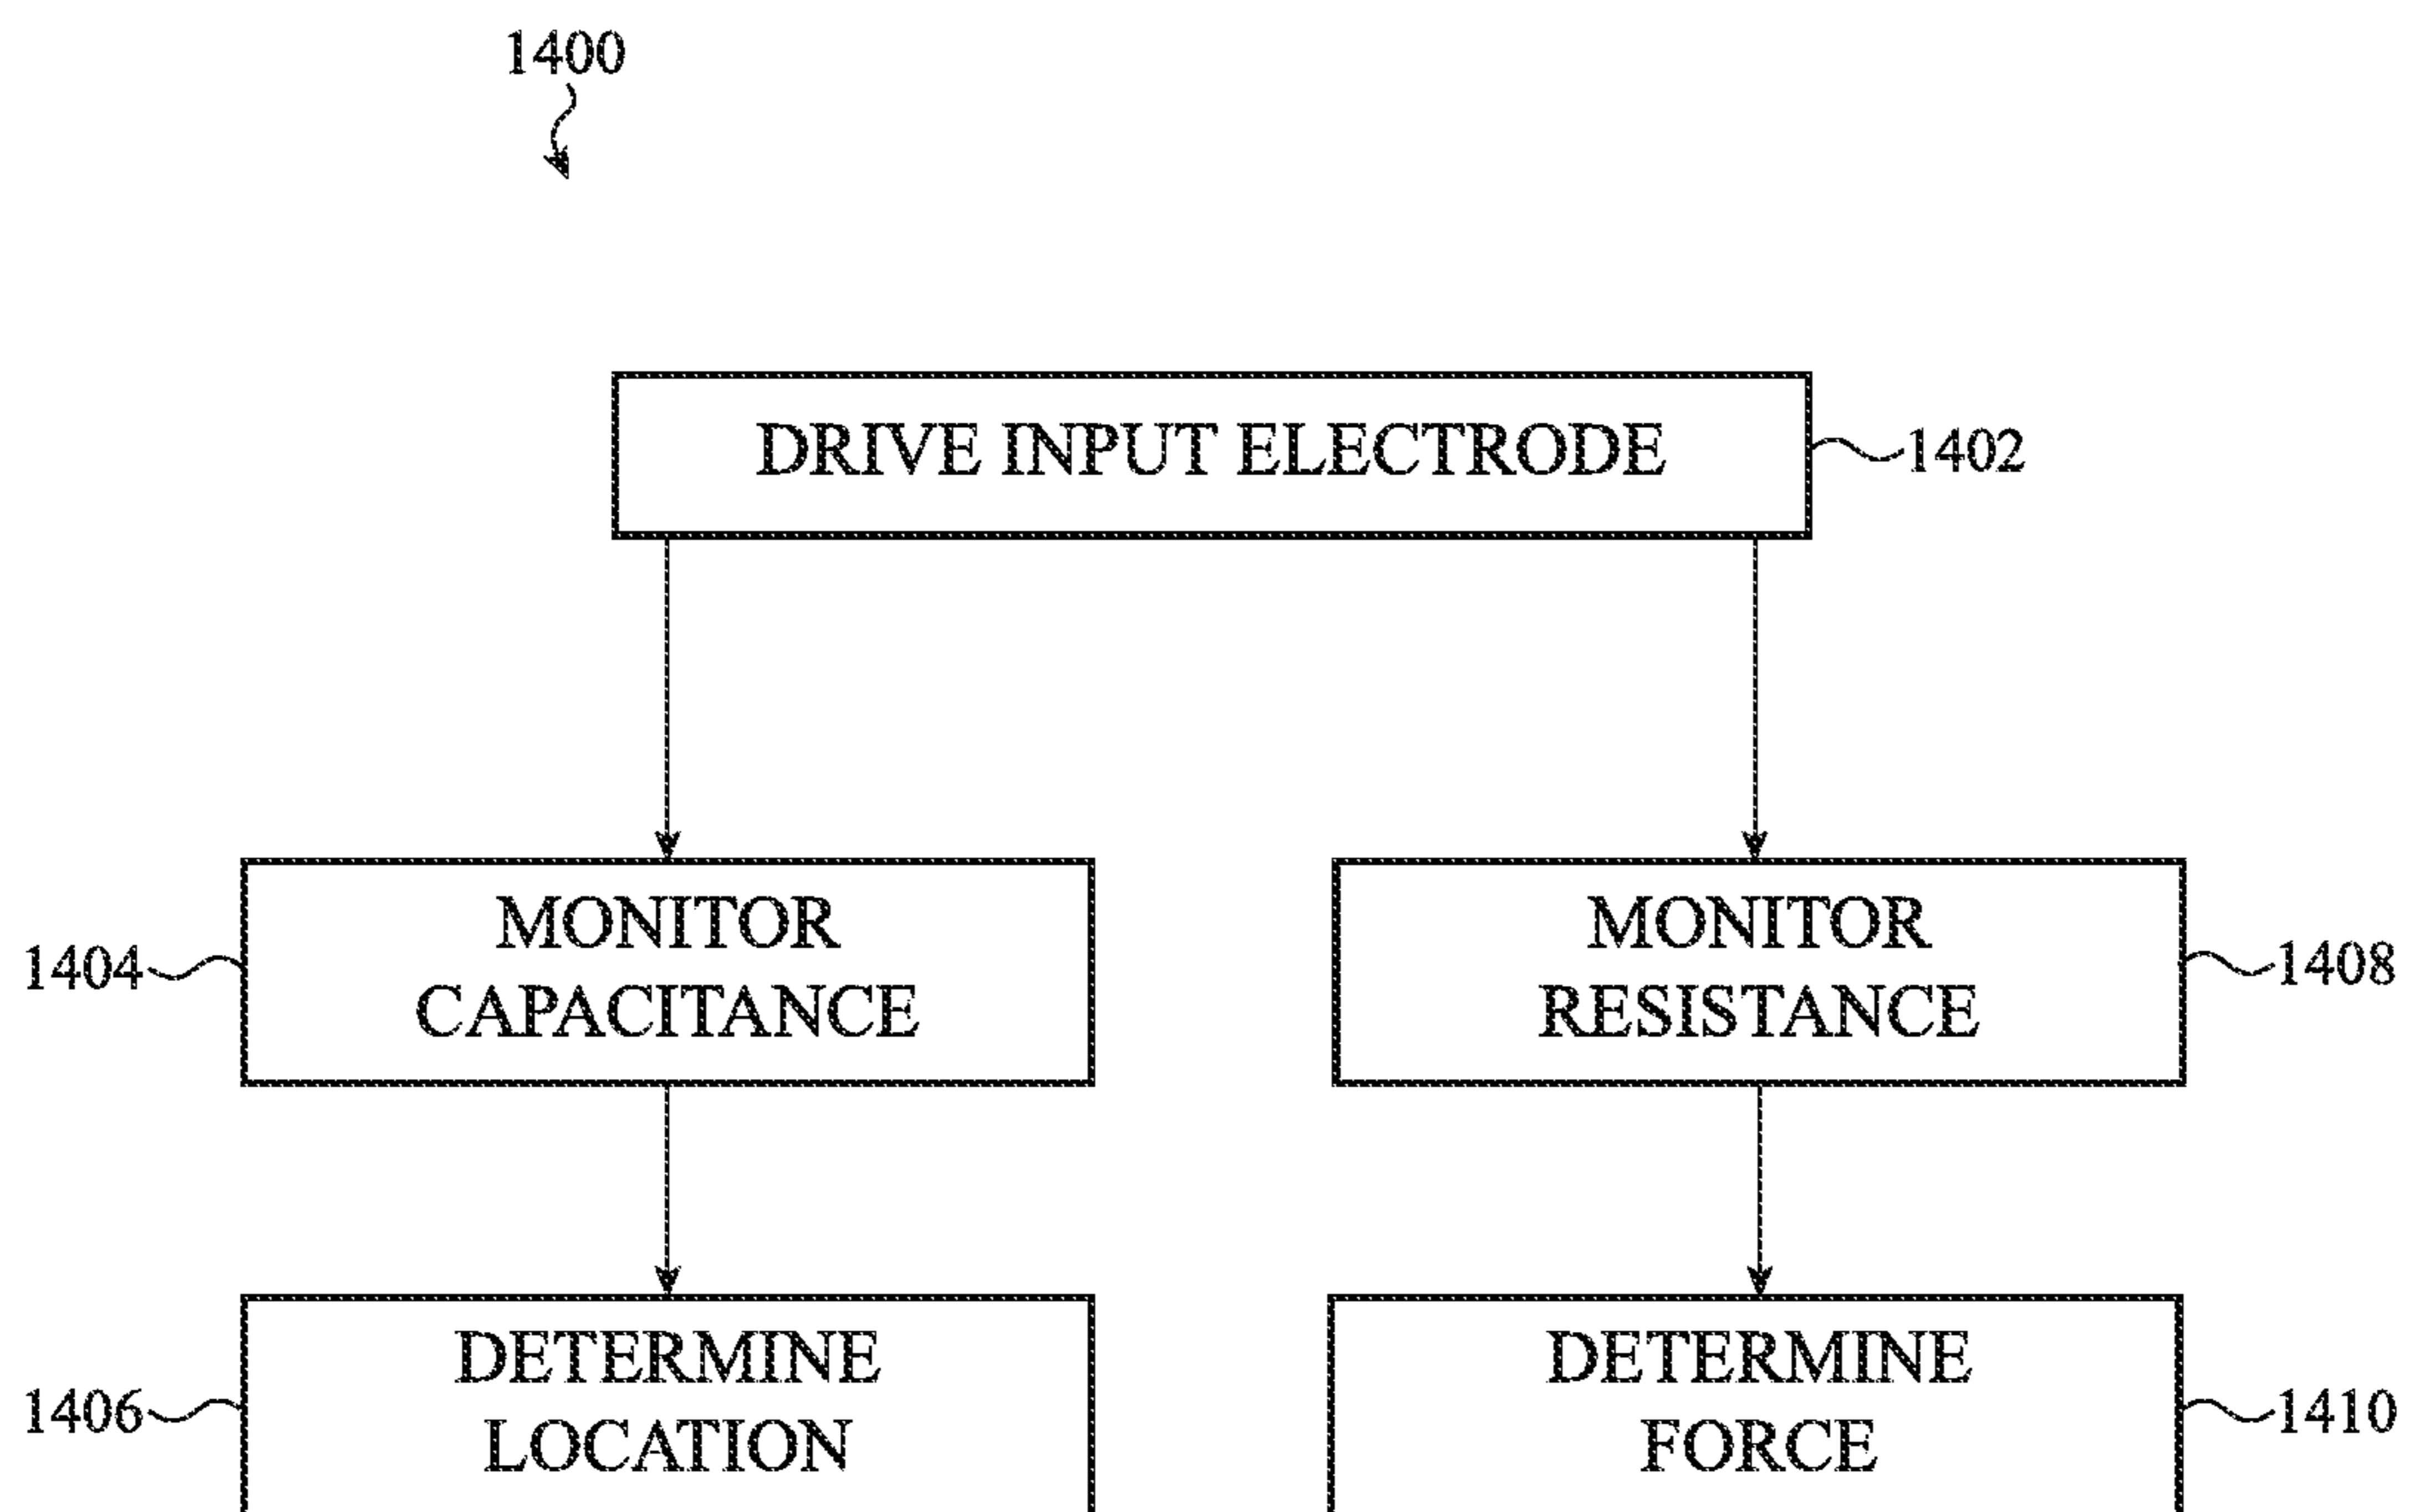 1400
DRIVE INPUT ELECTRODE
1402
MONITOR
CAPACITANCE
1404
MONITOR
RESISTANCE
1408
DETERMINE
LOCATION
1406
DETERMINE
FORCE
1410